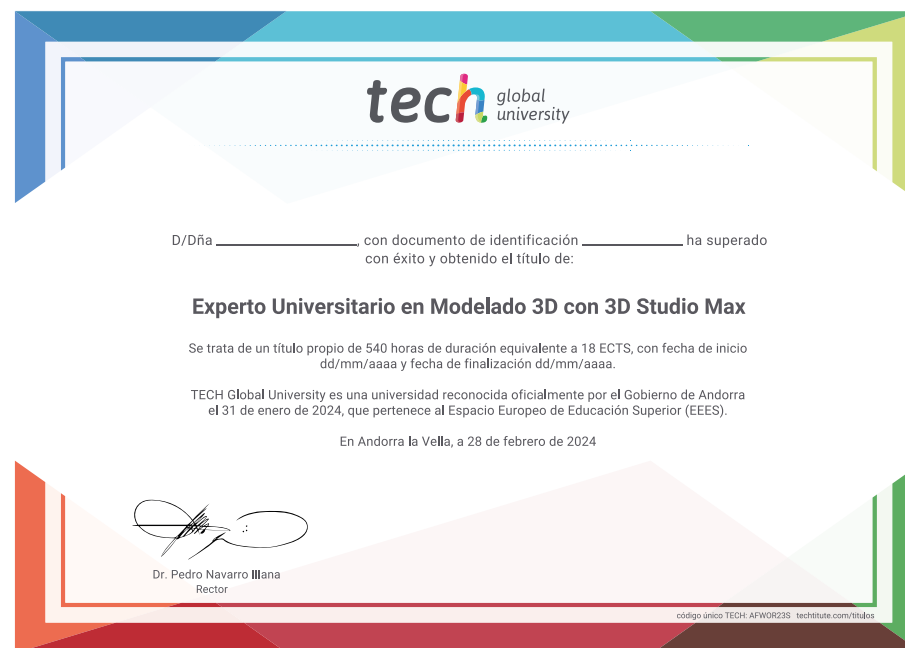 tech global university
D/Dña ____________________, con documento de identificación ______________ ha superado
con éxito y obtenido el título de:
Experto Universitario en Modelado 3D con 3D Studio Max
Se trata de un título propio de 540 horas de duración equivalente a 18 ECTS, con fecha de inicio
dd/mm/aaaa y fecha de finalización dd/mm/aaaa.
TECH Global University es una universidad reconocida oficialmente por el Gobierno de Andorra
el 31 de enero de 2024, que pertenece al Espacio Europeo de Educación Superior (EEES).
En Andorra la Vella, a 28 de febrero de 2024
Dr. Pedro Navarro Illana
Rector
código único TECH: AFWOR23S techtitute.com/titulos